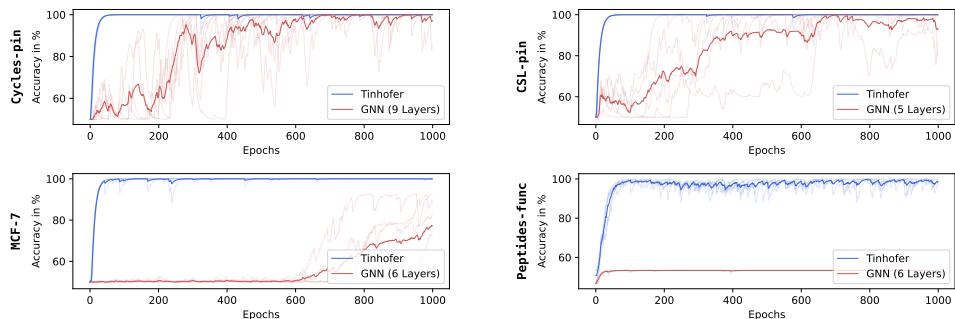 Cycles-pin
Accuracy in %
100
80
60
0 200 400 600 800 1000
Epochs
Tinhofer
GNN (9 Layers)
CSL-pin
Accuracy in %
100
80
60
0 200 400 600 800 1000
Epochs
Tinhofer
GNN (5 Layers)
MCF-7
Accuracy in %
100
80
60
0 200 400 600 800 1000
Epochs
Tinhofer
GNN (6 Layers)
Peptides-func
Accuracy in %
100
80
60
0 200 400 600 800 1000
Epochs
Tinhofer
GNN (6 Layers)